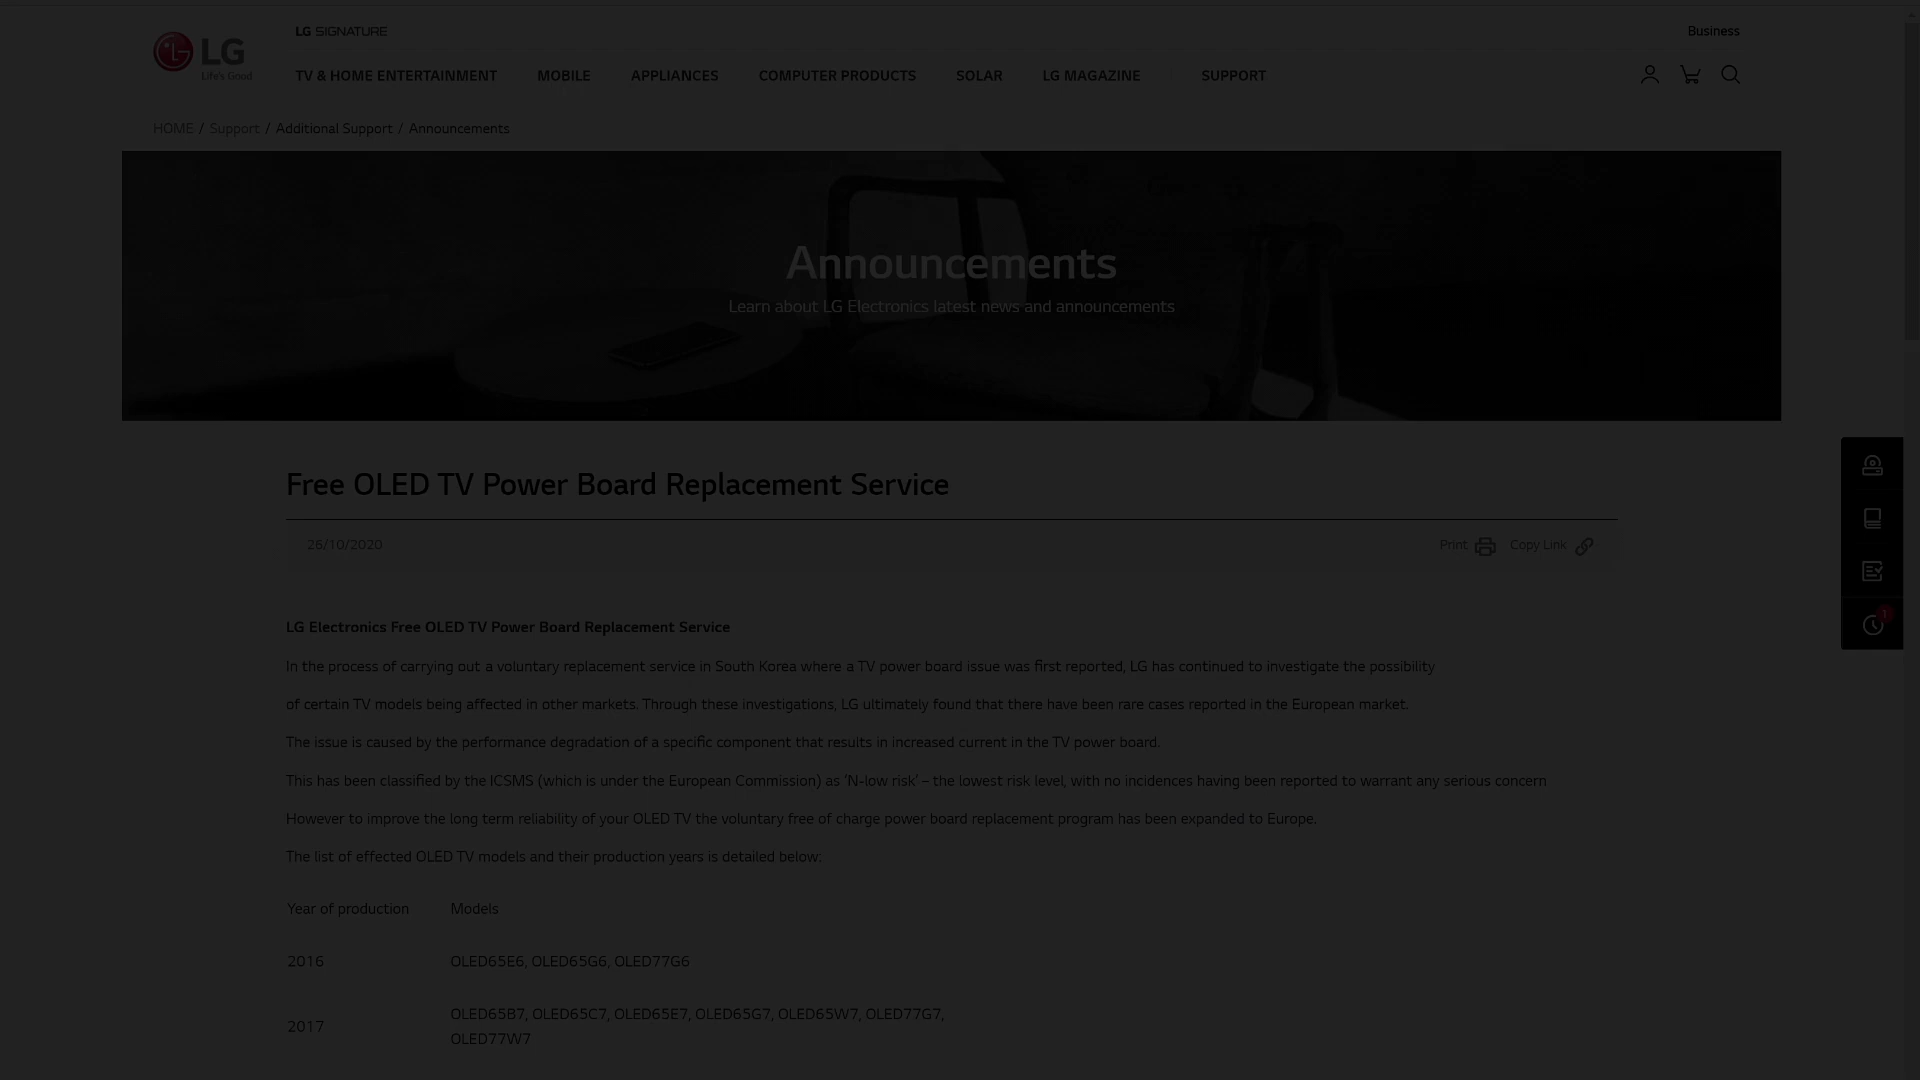 LG SIGNATURE
Business
LG
Life's Good
TV & HOME ENTERTAINMENT MOBILE APPLIANCES COMPUTER PRODUCTS SOLAR LG MAGAZINE SUPPORT
HOME / Support / Additional Support / Announcements
Announcements
Learn about LG Electronics latest news and announcements
Free OLED TV Power Board Replacement Service
26/10/2020
Print Copy Link
1
LG Electronics Free OLED TV Power Board Replacement Service
In the process of carrying out a voluntary replacement service in South Korea where a TV power board issue was first reported, LG has continued to investigate the possibility
of certain TV models being affected in other markets. Through these investigations, LG ultimately found that there have been rare cases reported in the European market.
The issue is caused by the performance degradation of a specific component that results in increased current in the TV power board.
This has been classified by the ICSMS (which is under the European Commission) as 'N-low risk' – the lowest risk level, with no incidences having been reported to warrant any serious concern
However to improve the long term reliability of your OLED TV the voluntary free of charge power board replacement program has been expanded to Europe.
The list of effected OLED TV models and their production years is detailed below:
Year of production Models
2016 OLED65E6, OLED65G6, OLED77G6
2017 OLED65B7, OLED65C7, OLED65E7, OLED65G7, OLED65W7, OLED77G7,
OLED77W7